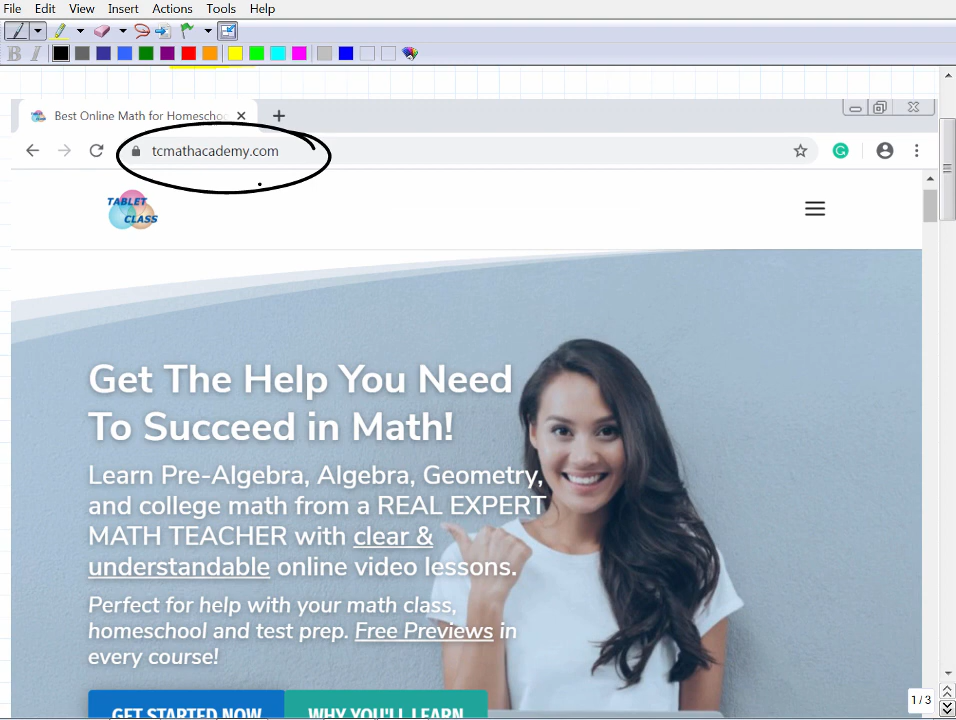 File Edit View Insert Actions Tools Help
B I
Best Online Math for Homescho
tcmathacademy.com
TABLET
CLASS
Get The Help You Need
To Succeed in Math!
Learn Pre-Algebra, Algebra, Geometry,
and college math from a REAL EXPERT
MATH TEACHER with clear &
understandable online video lessons.
Perfect for help with your math class,
homeschool and test prep. Free Previews in
every course!
GET STARTED NOW WHY YOU'LL LEARN
1 / 3